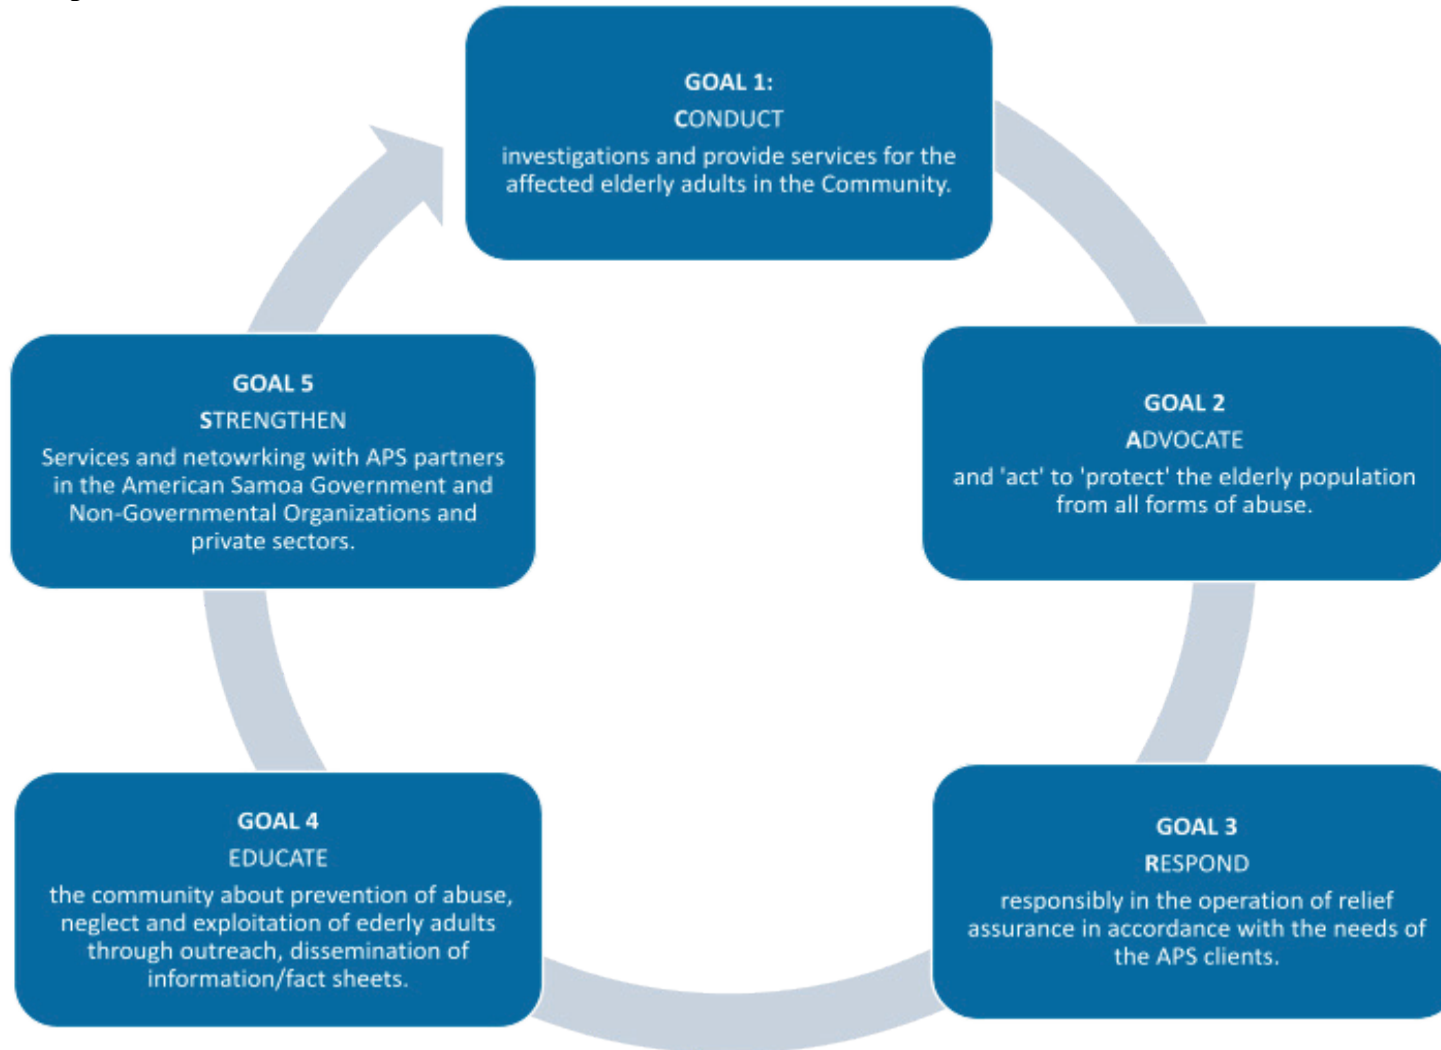 GOAL 1:
CONDUCT
investigations and provide services for the
affected elderly adults in the Community.
GOAL 2
ADVOCATE
and 'act' to 'protect' the elderly population
from all forms of abuse.
GOAL 3
RESPOND
responsibly in the operation of relief
assurance in accordance with the needs of
the APS clients.
GOAL 4
EDUCATE
the community about prevention of abuse,
neglect and exploitation of ederly adults
through outreach, dissemination of
information/fact sheets.
GOAL 5
STRENGTHEN
Services and netowrking with APS partners
in the American Samoa Government and
Non-Governmental Organizations and
private sectors.